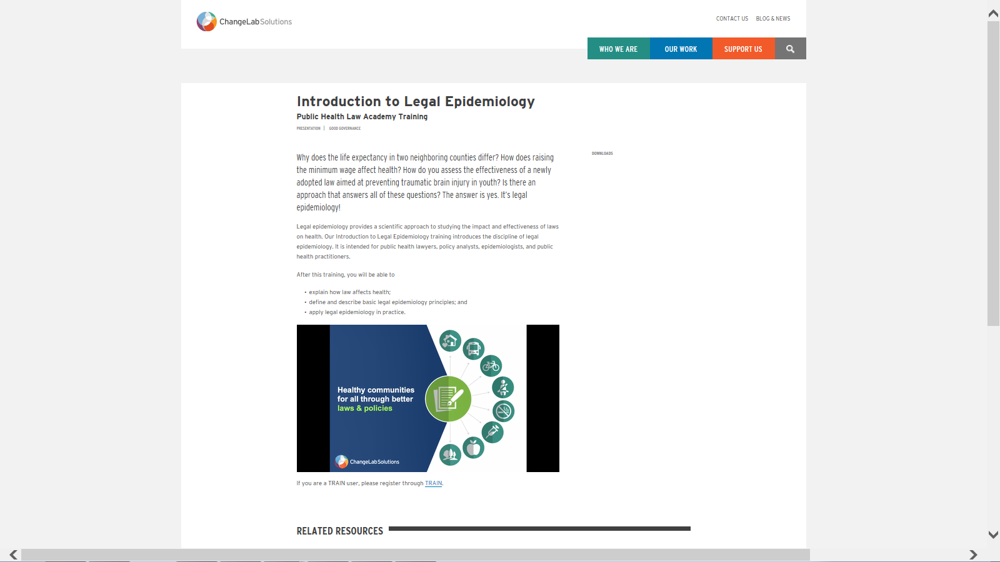 ChangeLabSolutions
CONTACT US BLOG & NEWS
WHO WE ARE OUR WORK SUPPORT US
Introduction to Legal Epidemiology
Public Health Law Academy Training
PRESENTATION | GOOD GOVERNANCE
Why does the life expectancy in two neighboring counties differ? How does raising
the minimum wage affect health? How do you assess the effectiveness of a newly
adopted law aimed at preventing traumatic brain injury in youth? Is there an
approach that answers all of these questions? The answer is yes. It's legal
epidemiology!
DOWNLOADS
Legal epidemiology provides a scientific approach to studying the impact and effectiveness of laws
on health. Our Introduction to Legal Epidemiology training introduces the discipline of legal
epidemiology. It is intended for public health lawyers, policy analysts, epidemiologists, and public
health practitioners.
After this training, you will be able to
• explain how law affects health;
• define and describe basic legal epidemiology principles; and
• apply legal epidemiology in practice.
Healthy communities
for all through better
laws & policies
ChangeLabSolutions
If you are a TRAIN user, please register through TRAIN.
RELATED RESOURCES